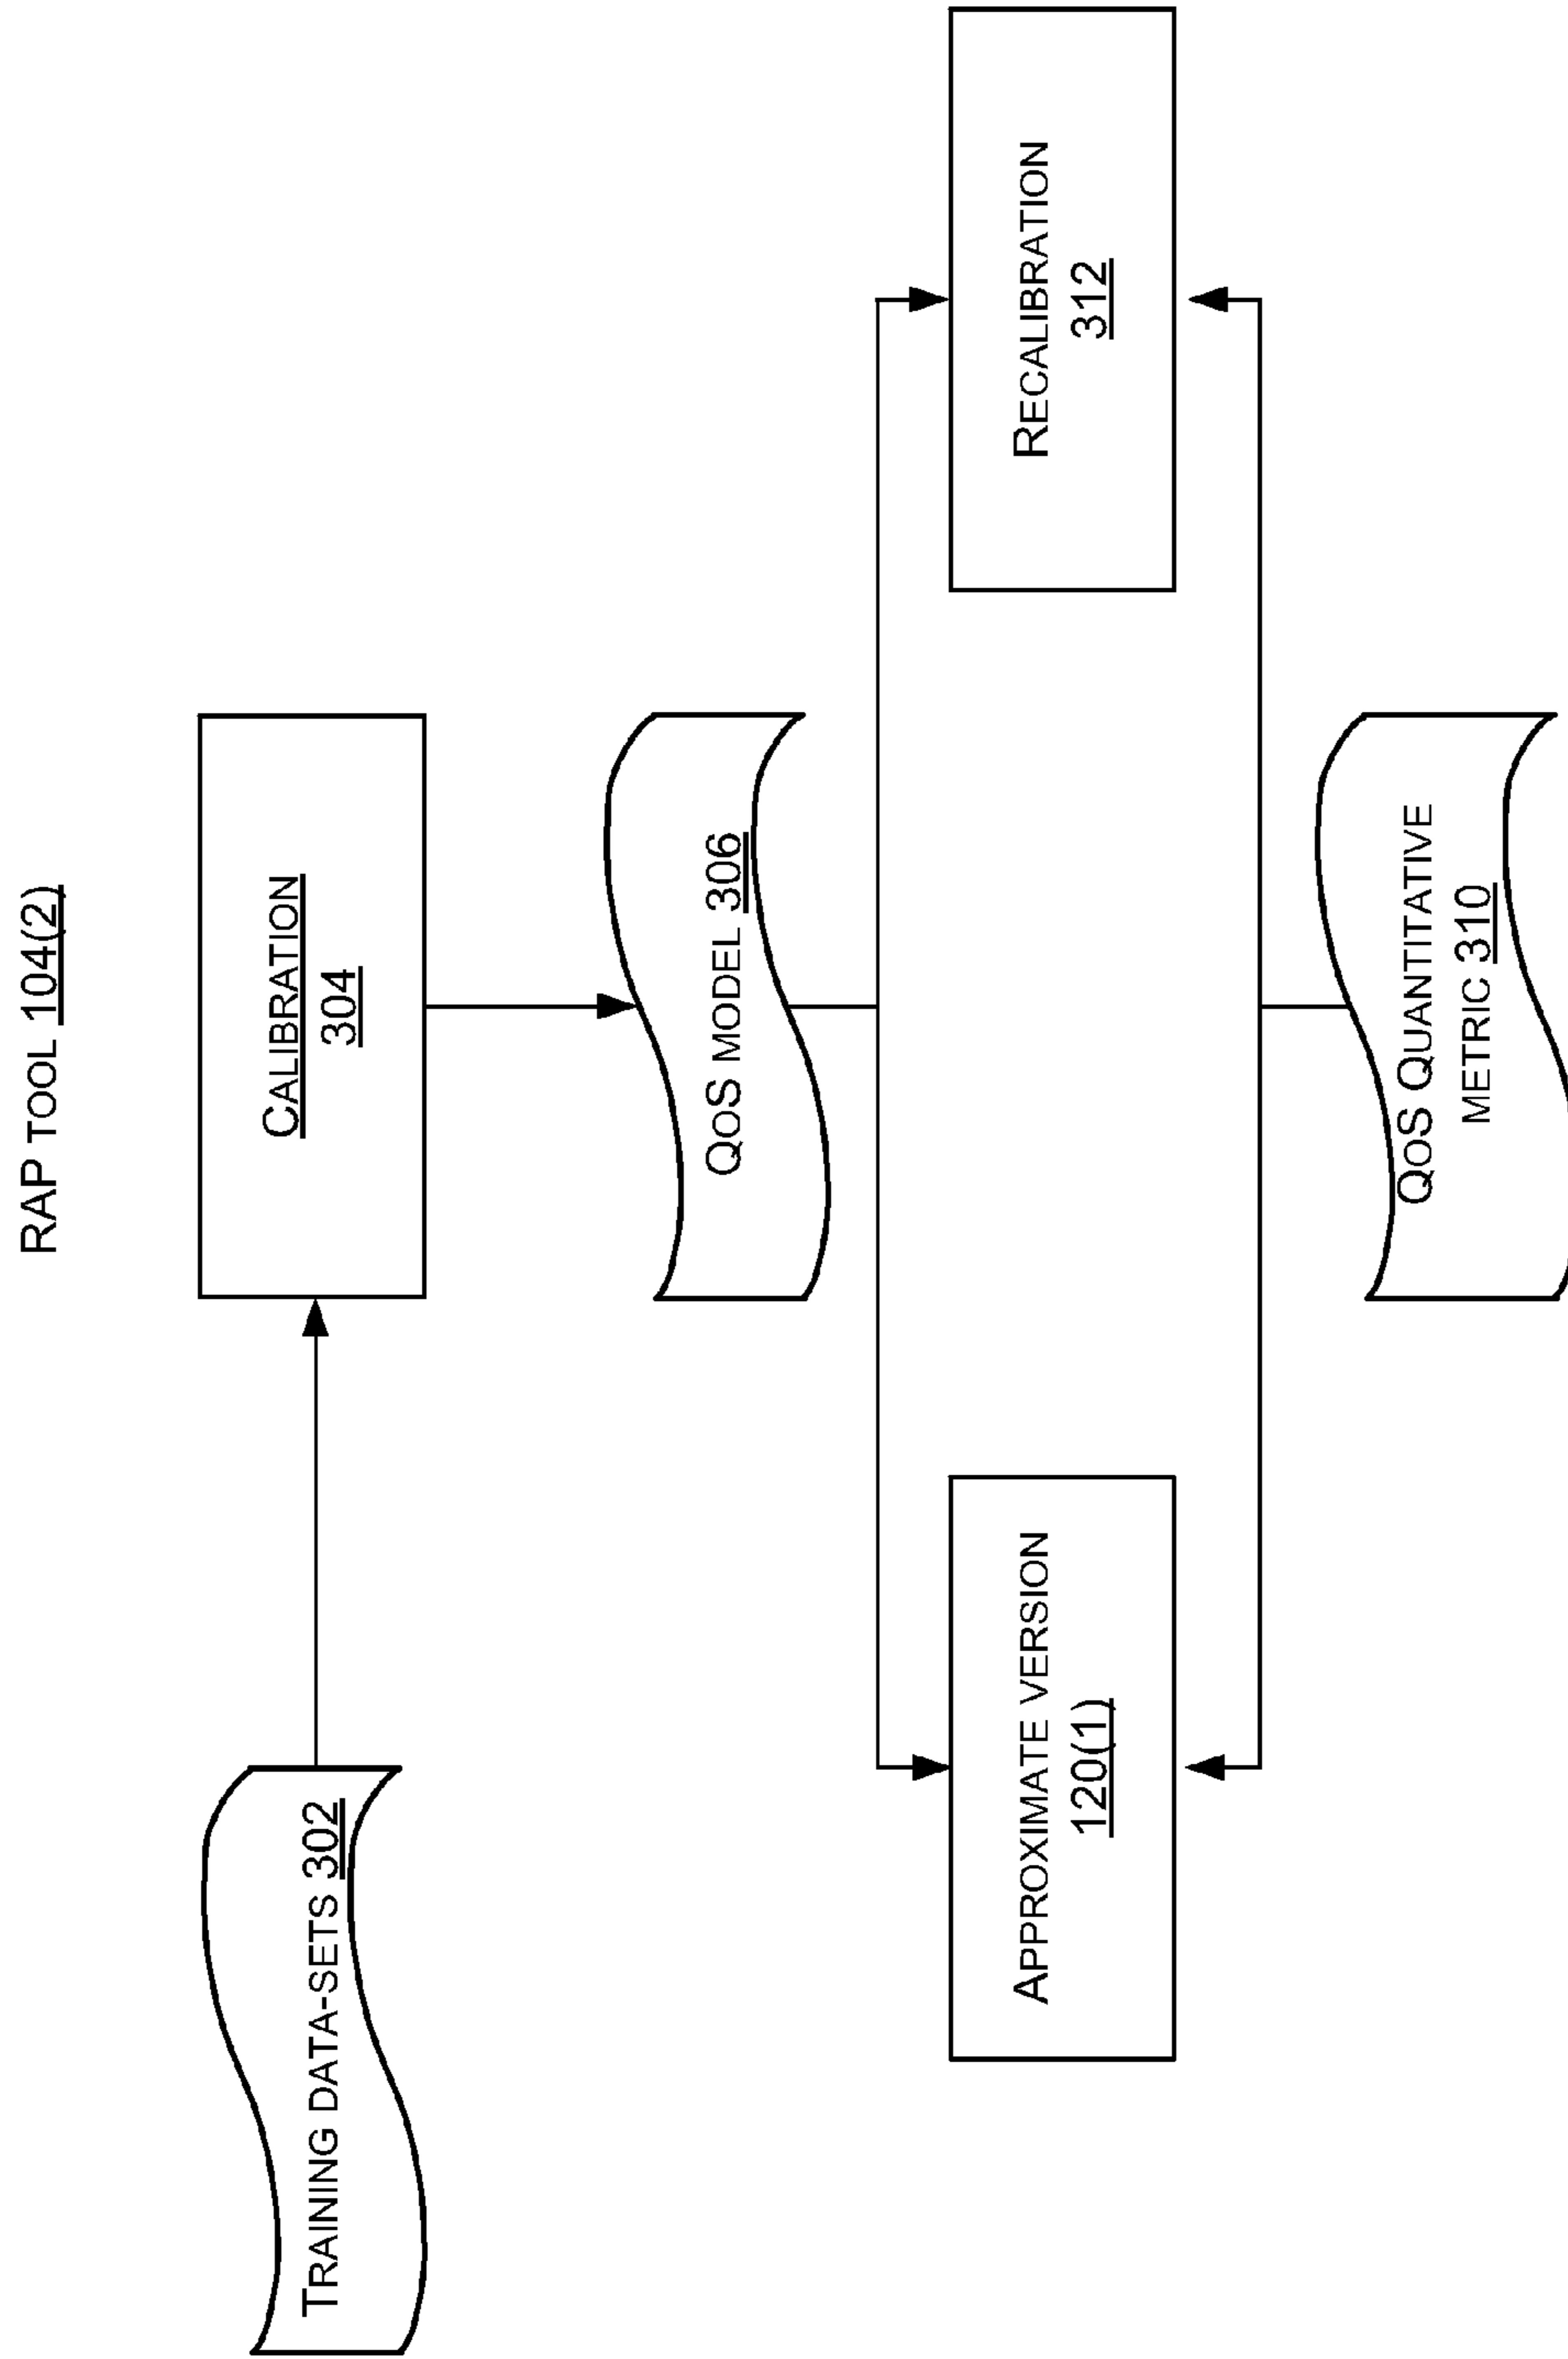 RAP TOOL 104(2)
TRAINING DATA-SETS 302
CALIBRATION
304
QOS MODEL 306
APPROXIMATE VERSION
120(1)
RECALIBRATION
312
QOS QUANTITATIVE
METRIC 310